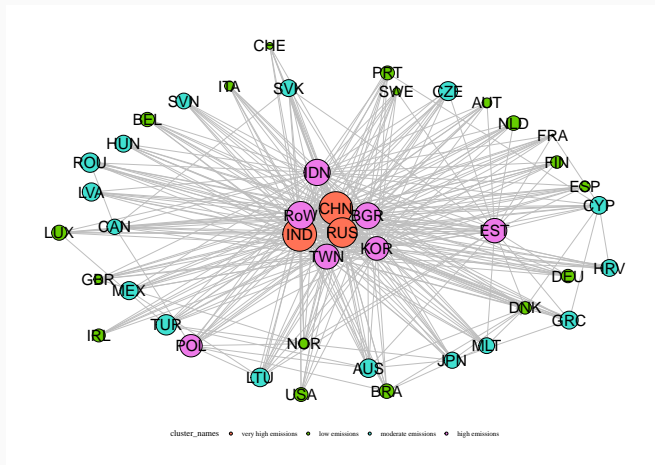 CHE
PRT
ITA
SVK
SWE
CZE
SVN
AUT
BEL
NLD
FRA
HUN
ROU
FIN
IDN
ESP
LVA
CYP
CHN
RoW
BGR
CAN
EST
LUX
IND
RUS
KOR
TWN
HRV
GBR
DEU
MEX
DNK
GRC
TUR
IRL
POL
NOR
MLT
JPN
AUS
LTU
BRA
USA
cluster_names very high emissions low emissions moderate emissions high emissions